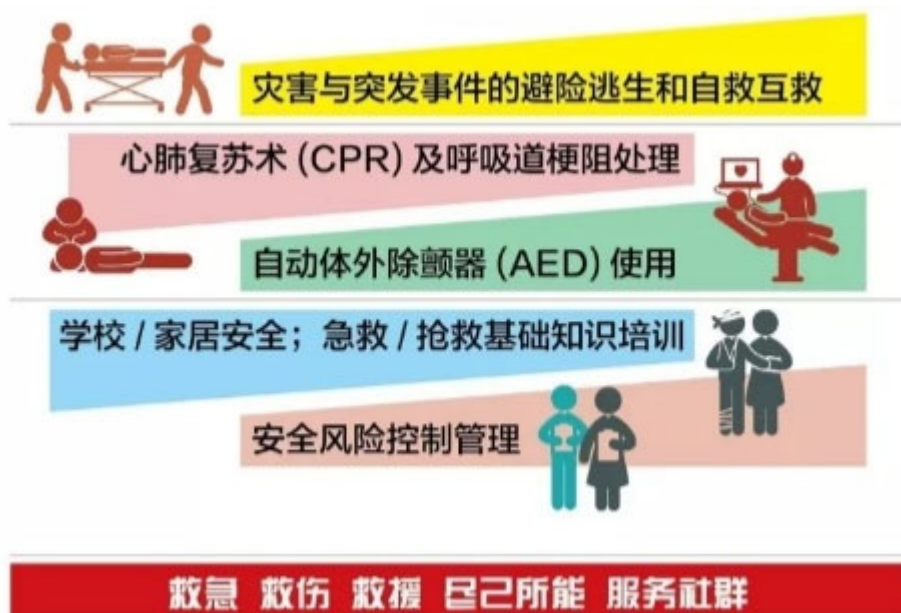 灾害与突发事件的避险逃生和自救互救
心肺复苏术 (CPR) 及呼吸道梗阻处理
自动体外除颤器 (AED) 使用
学校 / 家居安全；急救 / 抢救基础知识培训
安全风险控制管理
救急 救伤 救援 尽己所能 服务社群